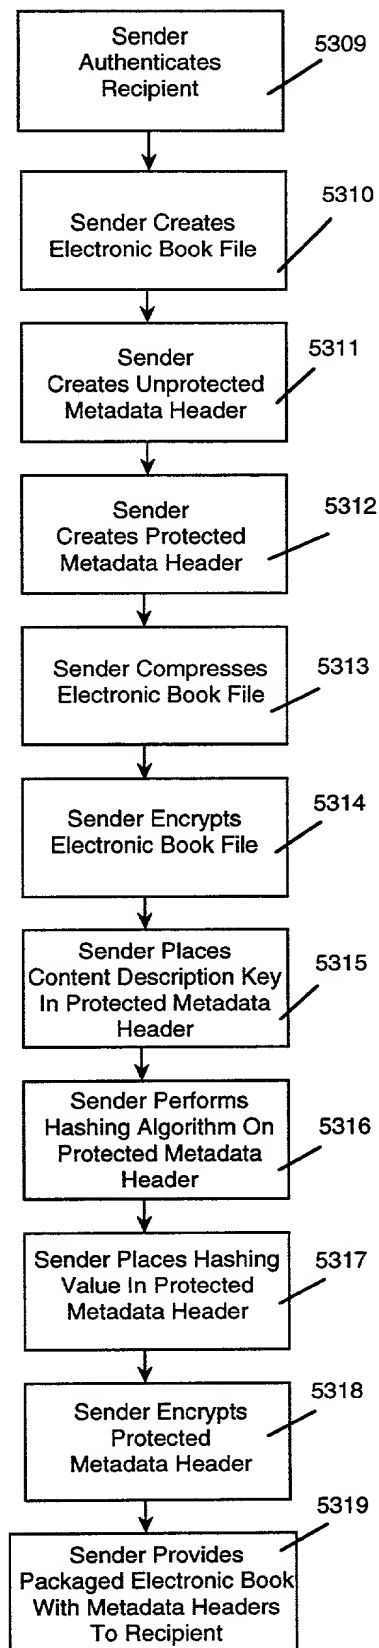 Sender
Authenticates
Recipient
5309
Sender Creates
Electronic Book File
5310
Sender
Creates Unprotected
Metadata Header
5311
Sender
Creates Protected
Metadata Header
5312
Sender Compresses
Electronic Book File
5313
Sender Encrypts
Electronic Book File
5314
Sender Places
Content Description Key
In Protected Metadata
Header
5315
Sender Performs
Hashing Algorithm On
Protected Metadata
Header
5316
Sender Places Hashing
Value In Protected
Metadata Header
5317
Sender Encrypts
Protected
Metadata Header
5318
Sender Provides
Packaged Electronic Book
With Metadata Headers
To Recipient
5319